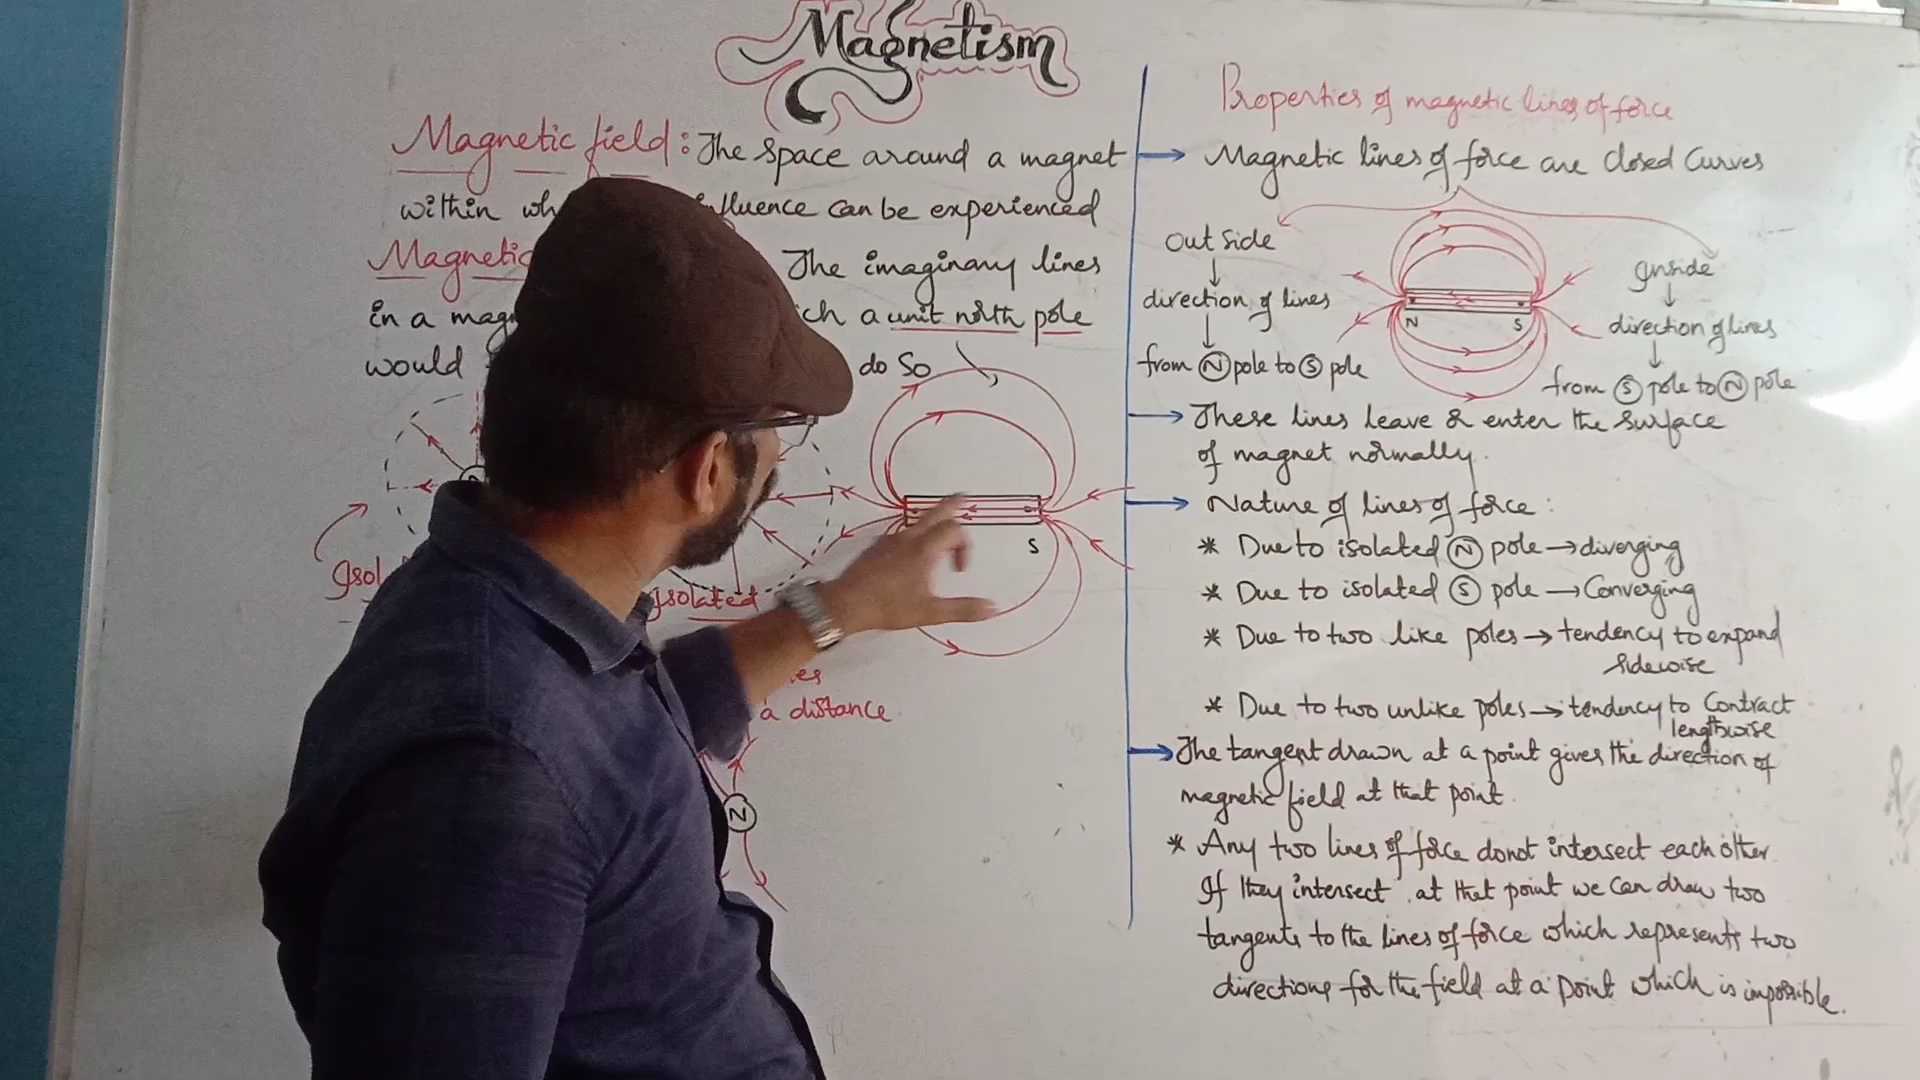 Magnetism
Magnetic field: The space around a magnet
within influence can be experienced
Magnetic The imaginary lines
in a a unit north pole
would do So
N
S
Isolated
a distance
N
Properties of magnetic lines of force
Magnetic lines of force are closed Curves
Out side
direction of lines
from N pole to S pole
N S
Inside
direction of lines
from S pole to N pole
These lines leave & enter the surface
of magnet normally.
Nature of lines of force:
* Due to isolated N pole → diverging
* Due to isolated S pole → Converging
* Due to two like poles → tendency to expand
sidewise
* Due to two unlike poles → tendency to Contract
lengthwise
The tangent drawn at a point gives the direction of
magnetic field at that point.
* Any two lines of force donot intersect each other.
If they intersect, at that point we can draw two
tangents to the lines of force which represents two
directions for the field at a point which is impossible.